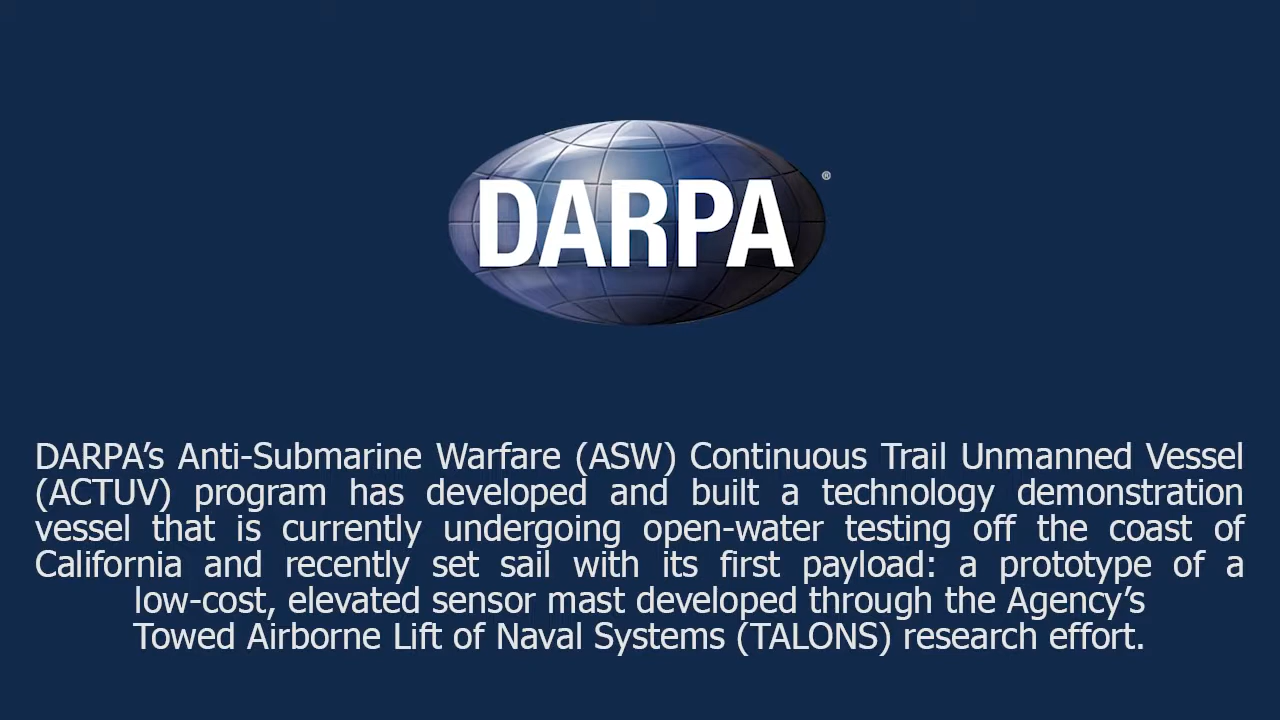 DARPA®
DARPA’s Anti-Submarine Warfare (ASW) Continuous Trail Unmanned Vessel
(ACTUV) program has developed and built a technology demonstration
vessel that is currently undergoing open-water testing off the coast of
California and recently set sail with its first payload: a prototype of a
low-cost, elevated sensor mast developed through the Agency’s
Towed Airborne Lift of Naval Systems (TALONS) research effort.